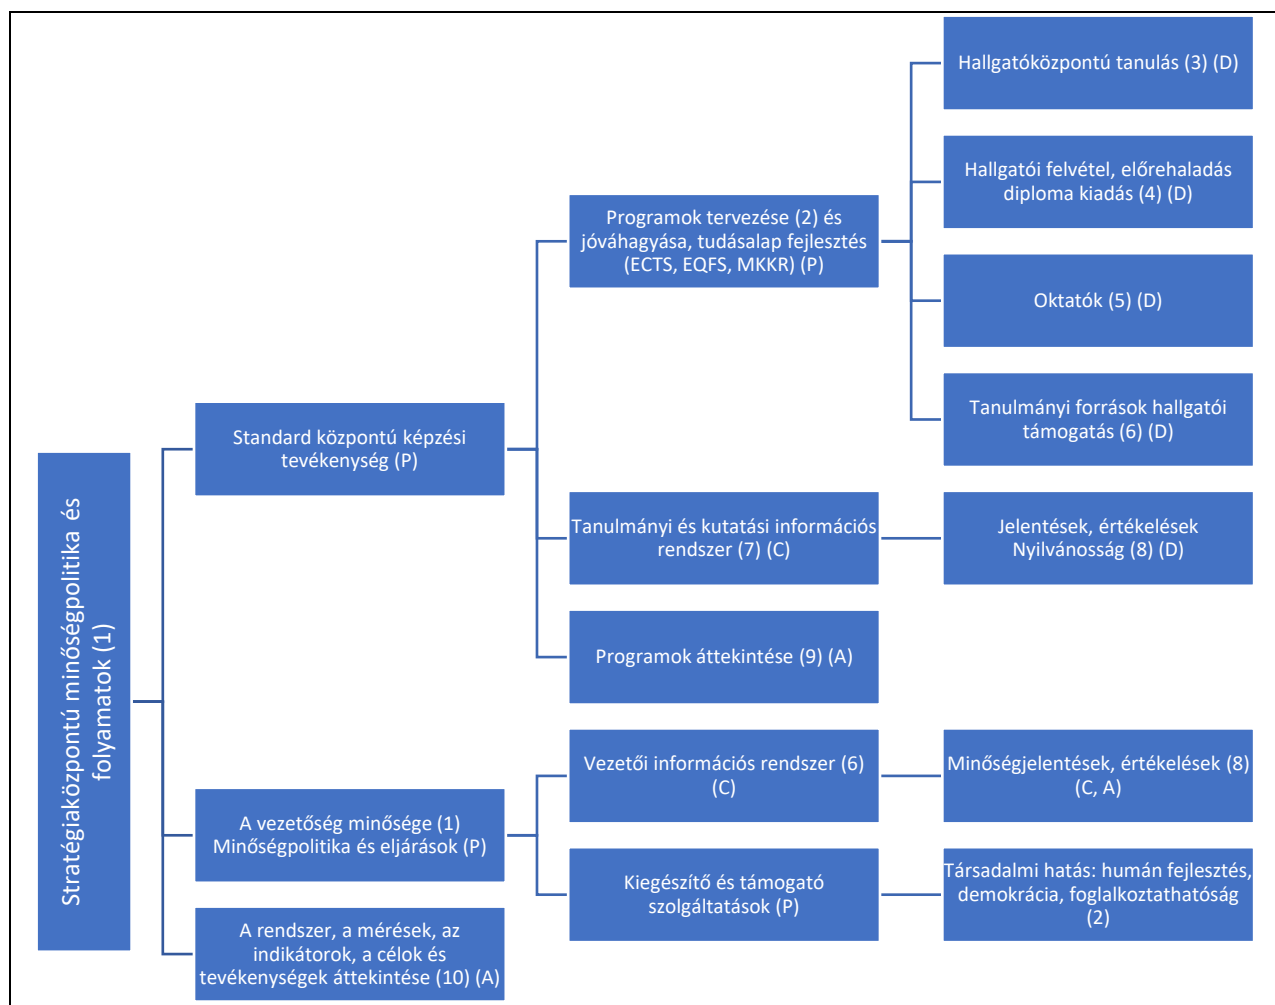 Stratégiaközpontú minőségpolitika és
folyamatok (1)
Standard központú képzési
tevékenység (P)
Programok tervezése (2) és
jóváhagyása, tudásalap fejlesztés
(ECTS, EQFS, MKKR) (P)
Hallgatóközpontú tanulás (3) (D)
Hallgatói felvétel, előrehaladás
diploma kiadás (4) (D)
Oktatók (5) (D)
Tanulmányi források hallgatói
támogatás (6) (D)
Tanulmányi és kutatási információs
rendszer (7) (C)
Jelentések, értékelések
Nyilvánosság (8) (D)
Programok áttekintése (9) (A)
A vezetőség minősége (1)
Minőségpolitika és eljárások (P)
Vezetői információs rendszer (6)
(C)
Minőségjelentések, értékelések (8)
(C, A)
Kiegészítő és támogató
szolgáltatások (P)
Társadalmi hatás: humán fejlesztés,
demokrácia, foglalkoztathatóság
(2)
A rendszer, a mérések, az
indikátorok, a célok és
tevékenységek áttekintése (10) (A)